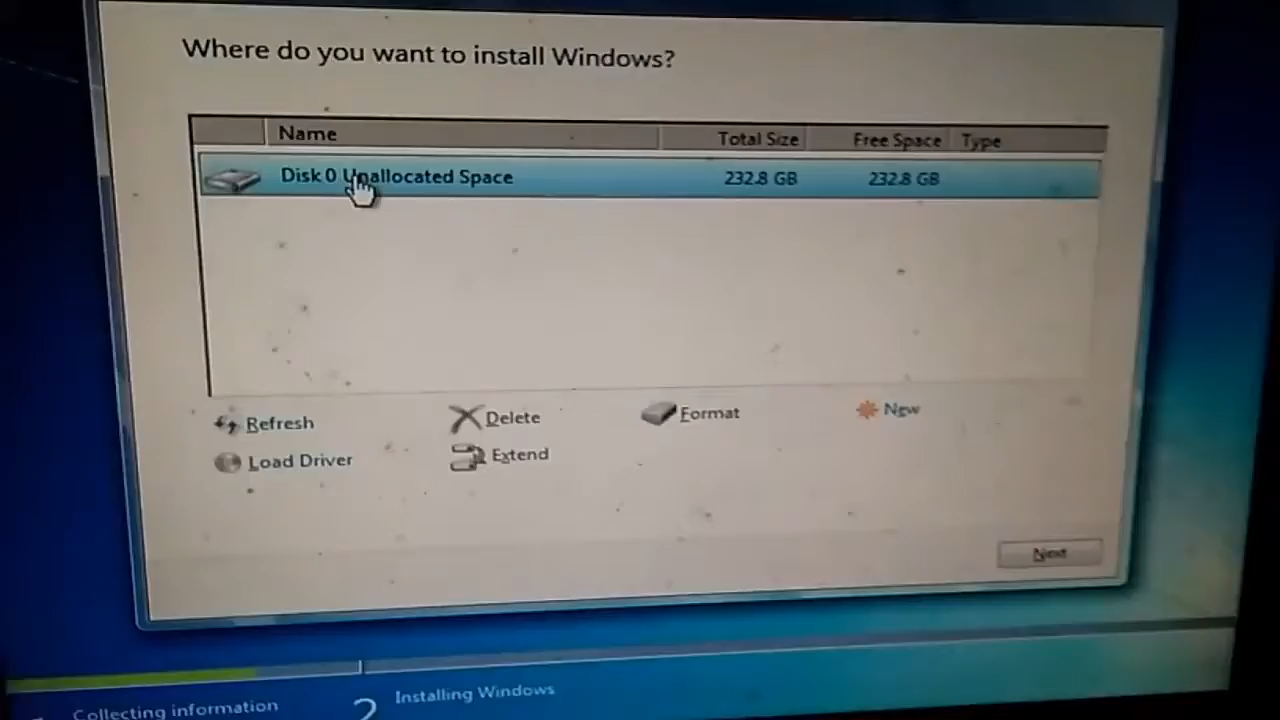 Where do you want to install Windows?
Name Total Size Free Space Type
Disk 0 Unallocated Space 232.8 GB 232.8 GB
Refresh Delete Format New
Load Driver Extend
Next
Collecting information 2 Installing Windows